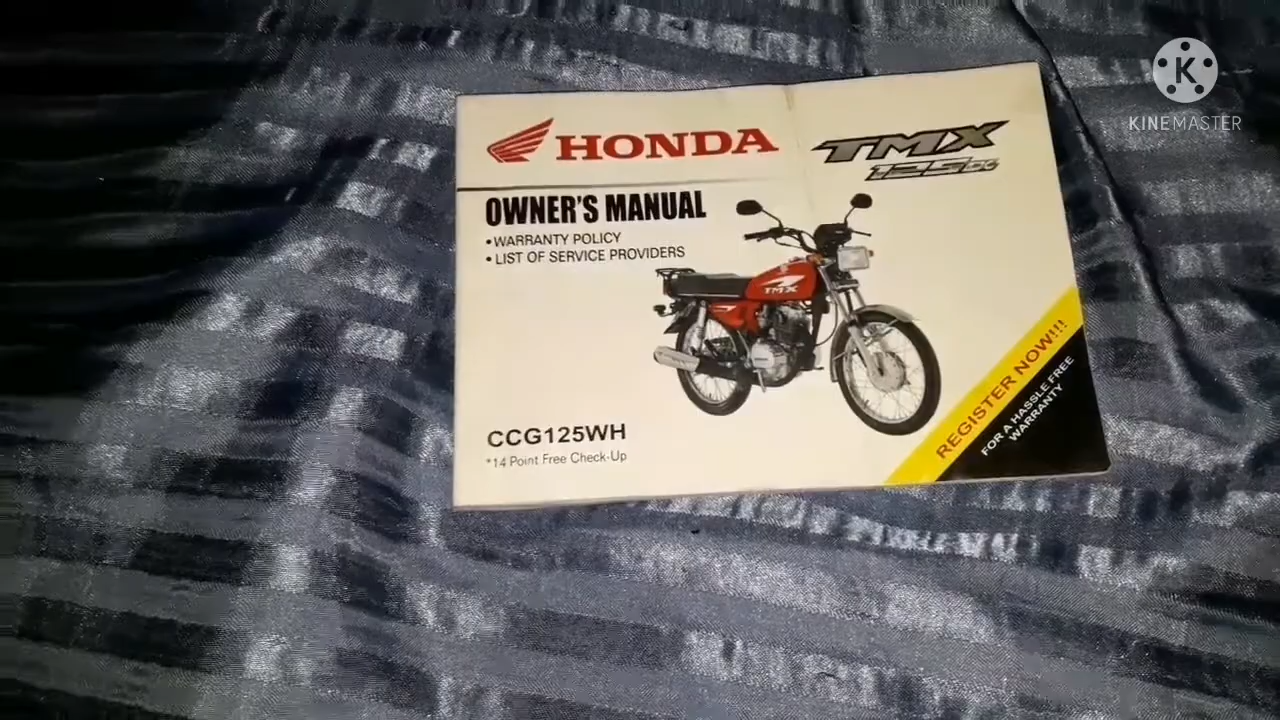 HONDA
TMX
125
OWNER'S MANUAL
•WARRANTY POLICY
•LIST OF SERVICE PROVIDERS
TMX
CCG125WH
*14 Point Free Check-Up
REGISTER NOW!!!
FOR A HASSLE FREE
WARRANTY
K
KINEMASTER